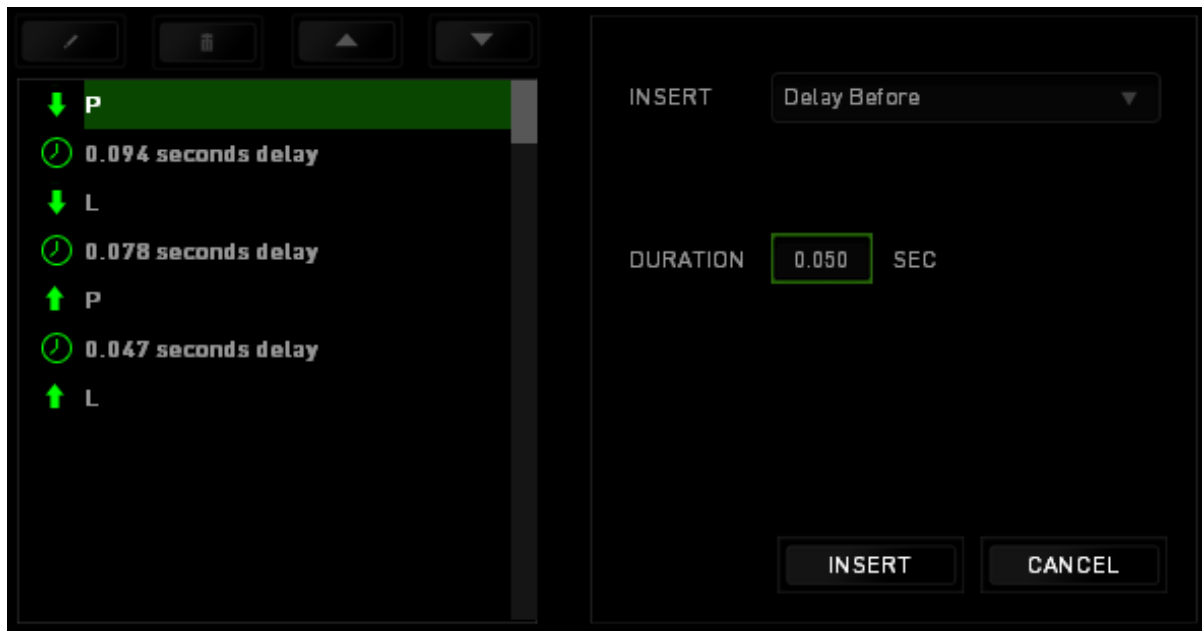 P
0.094 seconds delay
L
0.078 seconds delay
P
0.047 seconds delay
L
INSERT Delay Before
DURATION 0.050 SEC
INSERT CANCEL